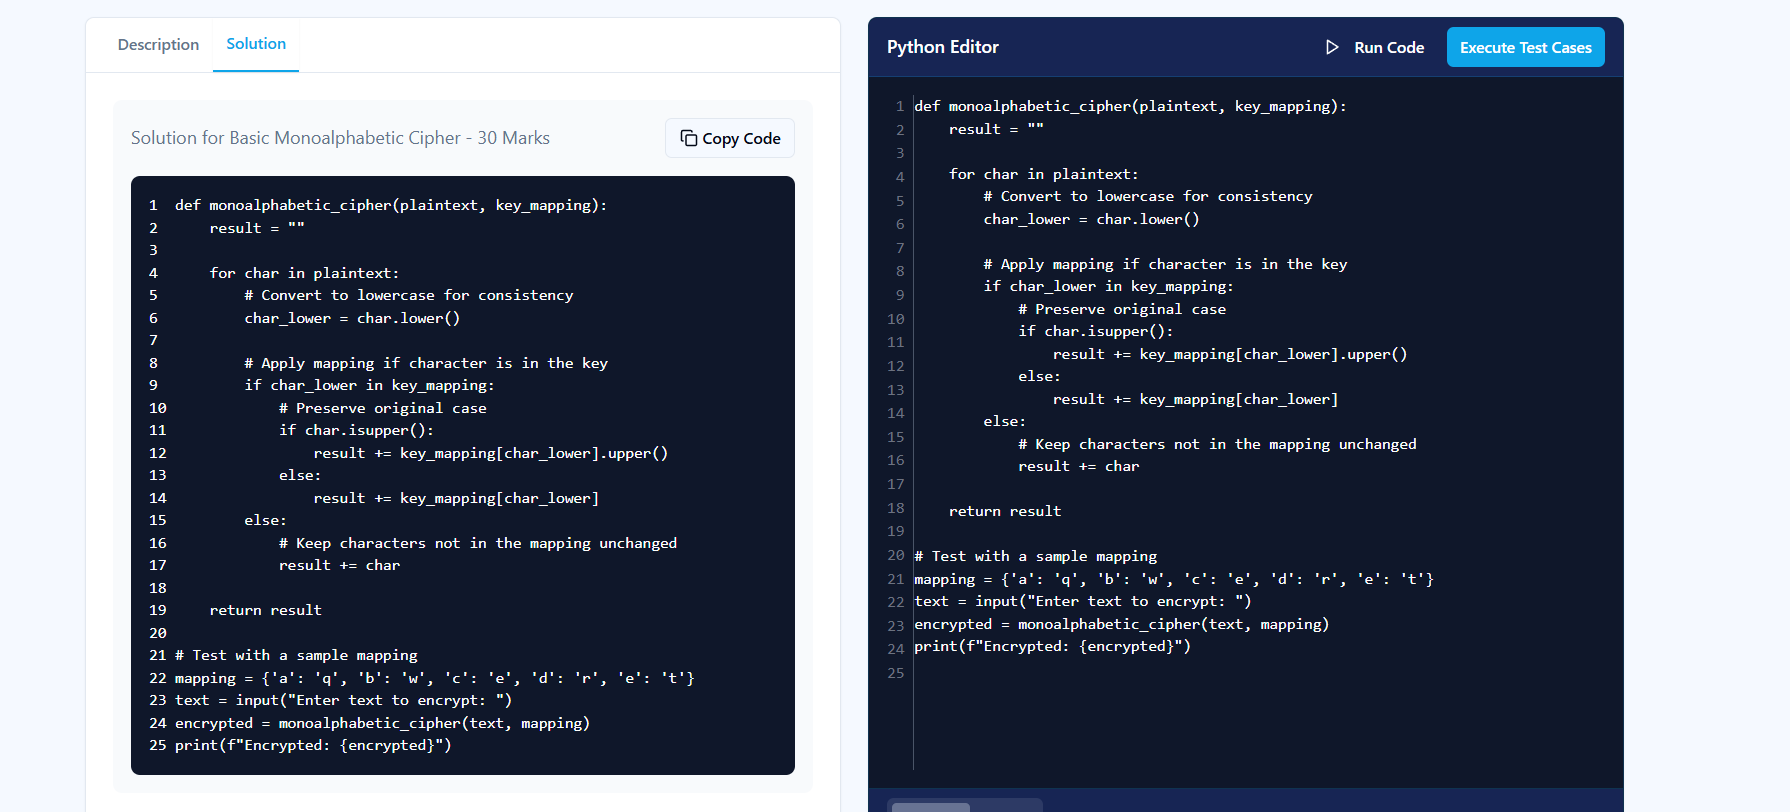 Description Solution
Solution for Basic Monoalphabetic Cipher - 30 Marks
Copy Code
1 def monoalphabetic_cipher(plaintext, key_mapping):
2     result = ""
3
4     for char in plaintext:
5         # Convert to lowercase for consistency
6         char_lower = char.lower()
7
8         # Apply mapping if character is in the key
9         if char_lower in key_mapping:
10             # Preserve original case
11             if char.isupper():
12                 result += key_mapping[char_lower].upper()
13             else:
14                 result += key_mapping[char_lower]
15         else:
16             # Keep characters not in the mapping unchanged
17             result += char
18
19     return result
20
21 # Test with a sample mapping
22 mapping = {'a': 'q', 'b': 'w', 'c': 'e', 'd': 'r', 'e': 't'}
23 text = input("Enter text to encrypt: ")
24 encrypted = monoalphabetic_cipher(text, mapping)
25 print(f"Encrypted: {encrypted}")
Python Editor
Run Code
Execute Test Cases
1 def monoalphabetic_cipher(plaintext, key_mapping):
2     result = ""
3
4     for char in plaintext:
5         # Convert to lowercase for consistency
6         char_lower = char.lower()
7
8         # Apply mapping if character is in the key
9         if char_lower in key_mapping:
10             # Preserve original case
11             if char.isupper():
12                 result += key_mapping[char_lower].upper()
13             else:
14                 result += key_mapping[char_lower]
15         else:
16             # Keep characters not in the mapping unchanged
17             result += char
18
19     return result
20
21 # Test with a sample mapping
22 mapping = {'a': 'q', 'b': 'w', 'c': 'e', 'd': 'r', 'e': 't'}
23 text = input("Enter text to encrypt: ")
24 encrypted = monoalphabetic_cipher(text, mapping)
25 print(f"Encrypted: {encrypted}")